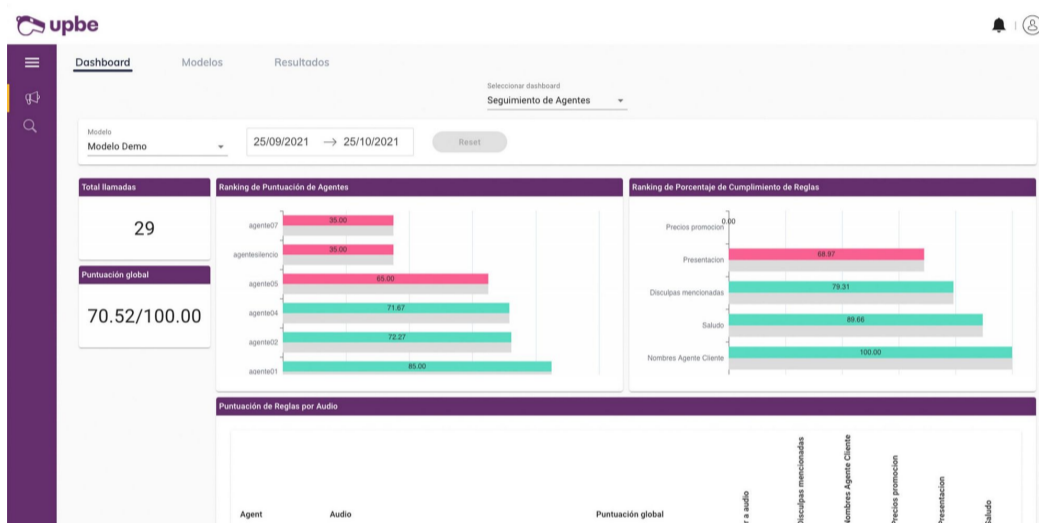 upbe
Dashboard Modelos Resultados
Seleccionar dashboard
Seguimiento de Agentes
Modelo
Modelo Demo
25/09/2021 → 25/10/2021
Reset
Total llamadas
29
Puntuación global
70.52/100.00
Ranking de Puntuación de Agentes
agente07 35.00
agentesilencio 35.00
agente05 65.00
agente04 71.67
agente02 72.27
agente01 85.00
Ranking de Porcentaje de Cumplimiento de Reglas
Precios promocion 0.00
Presentacion 68.97
Disculpas mencionadas 79.31
Saludo 89.66
Nombres Agente Cliente 100.00
Puntuación de Reglas por Audio
Agent Audio Puntuación global
r a audio
Disculpas mencionadas
Nombres Agente Cliente
Precios promocion
Presentacion
Saludo